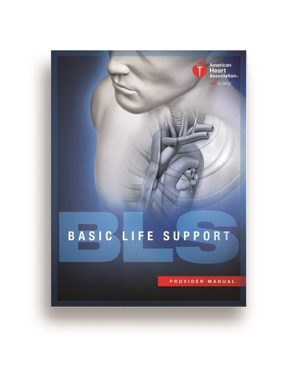 American
Heart
Association®
BLS
BASIC LIFE SUPPORT
PROVIDER MANUAL